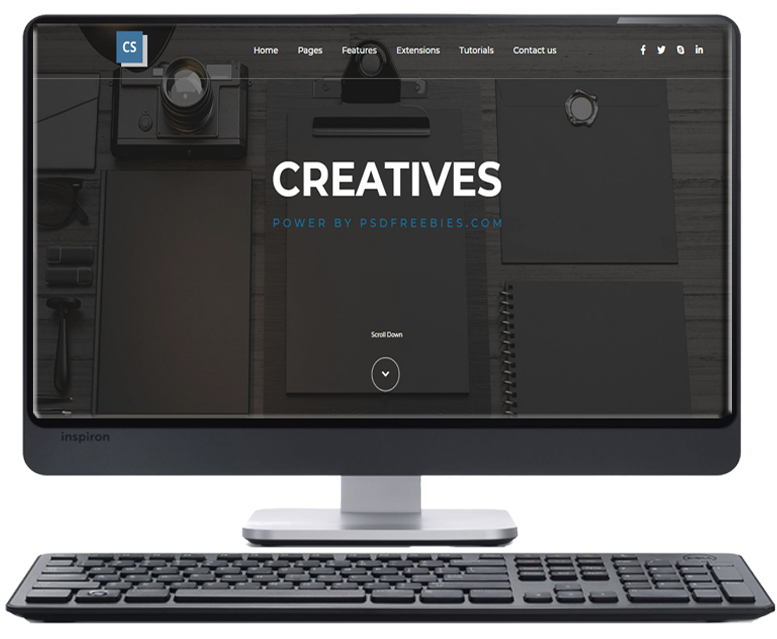 CS
Home Pages Features Extensions Tutorials Contact us
CREATIVES
POWER BY PSDFREEBIES.COM
Scroll Down
inspiron